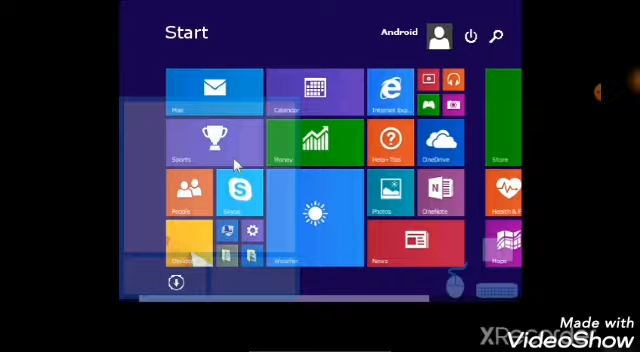 Start
Android
Mail
Calendar
Internet Exp...
Sports
Money
Help+Tips
OneDrive
Store
People
Skype
Photos
OneNote
Health & F
Weather
News
Maps
XRecorder
Made with
VideoShow